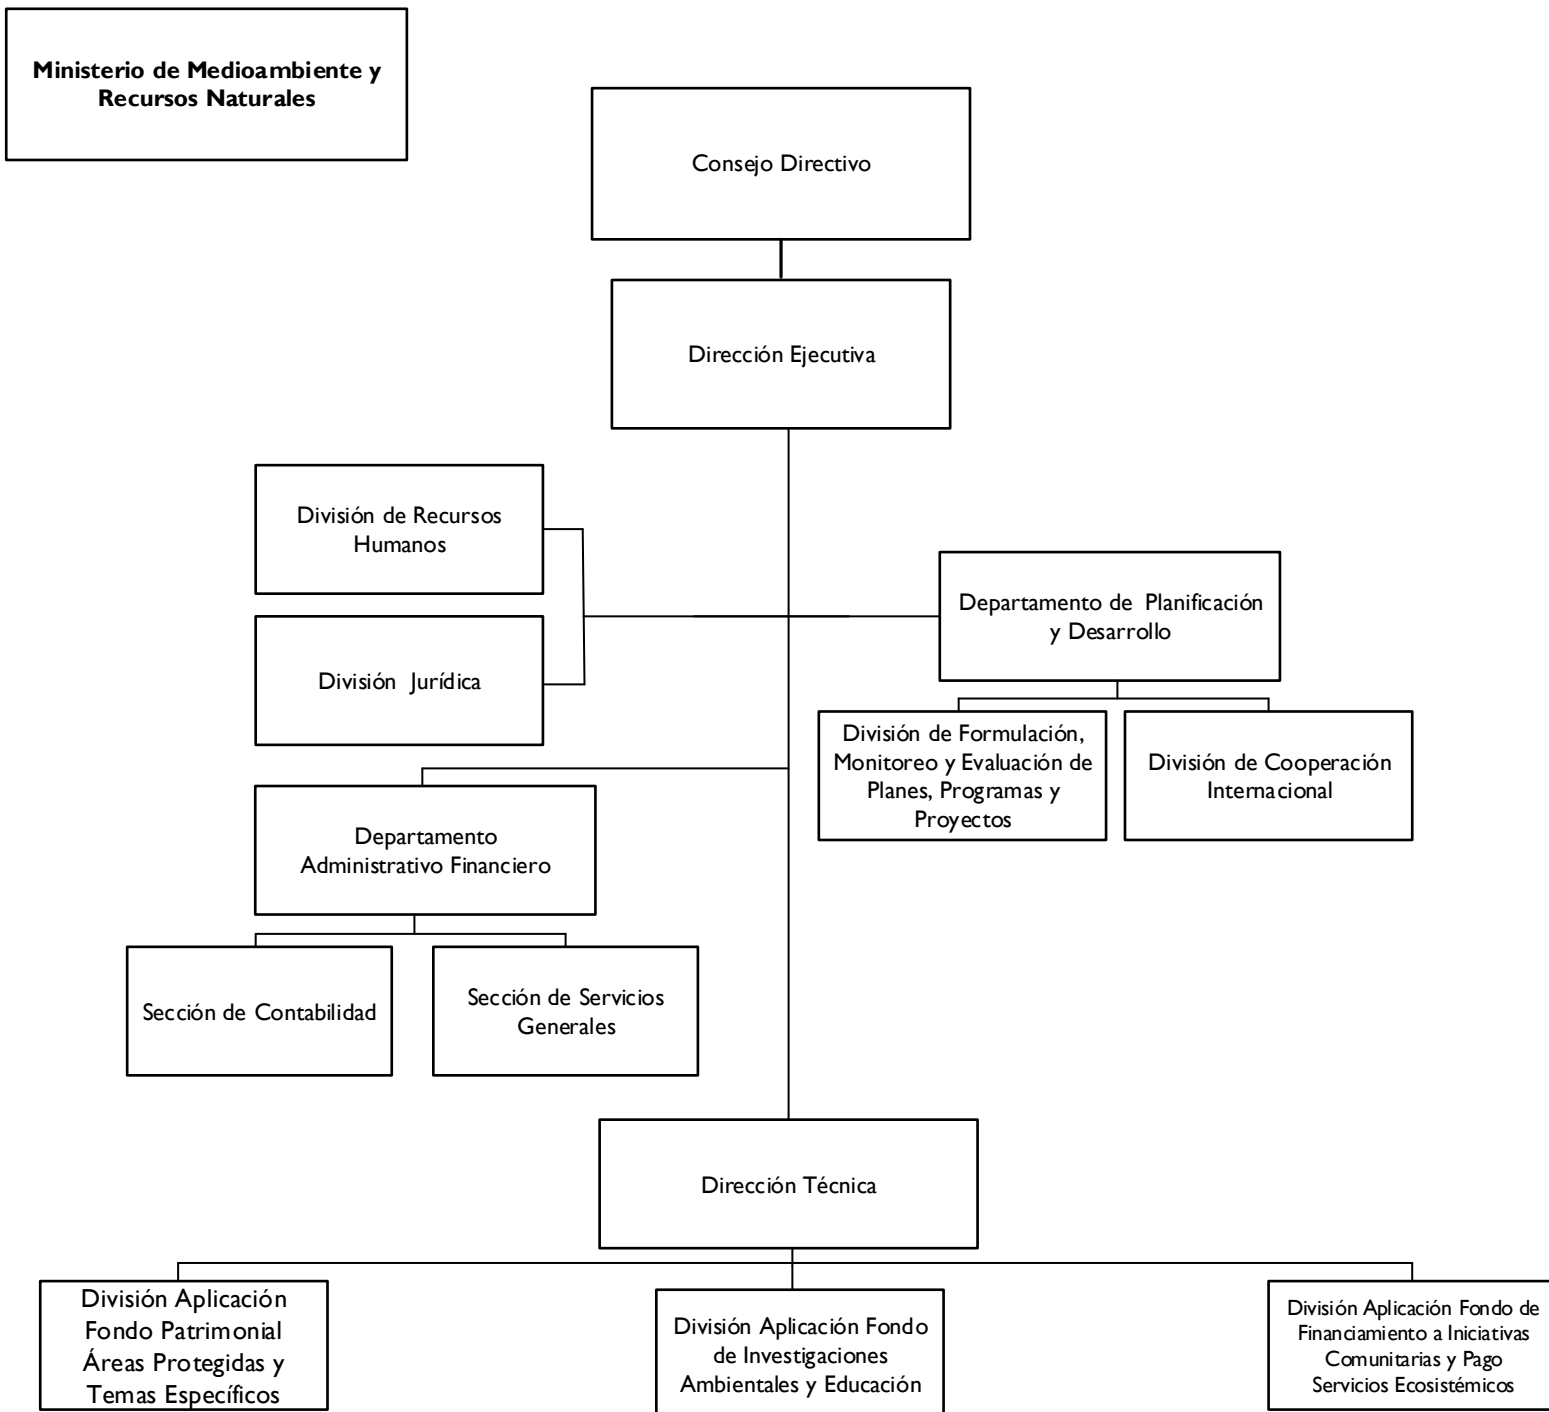 Ministerio de Medioambiente y
Recursos Naturales
Consejo Directivo
Dirección Ejecutiva
División de Recursos
Humanos
División Jurídica
Departamento de Planificación
y Desarrollo
División de Formulación,
Monitoreo y Evaluación de
Planes, Programas y
Proyectos
División de Cooperación
Internacional
Departamento
Administrativo Financiero
Sección de Contabilidad
Sección de Servicios
Generales
Dirección Técnica
División Aplicación
Fondo Patrimonial
Áreas Protegidas y
Temas Específicos
División Aplicación Fondo
de Investigaciones
Ambientales y Educación
División Aplicación Fondo de
Financiamiento a Iniciativas
Comunitarias y Pago
Servicios Ecosistémicos